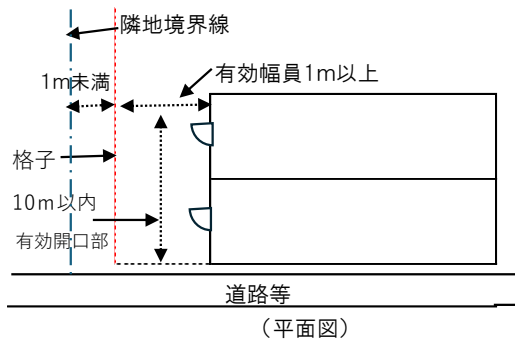 隣地境界線
1m未満
有効幅員1m以上
格子
10m以内
有効開口部
道路等
（平面図）